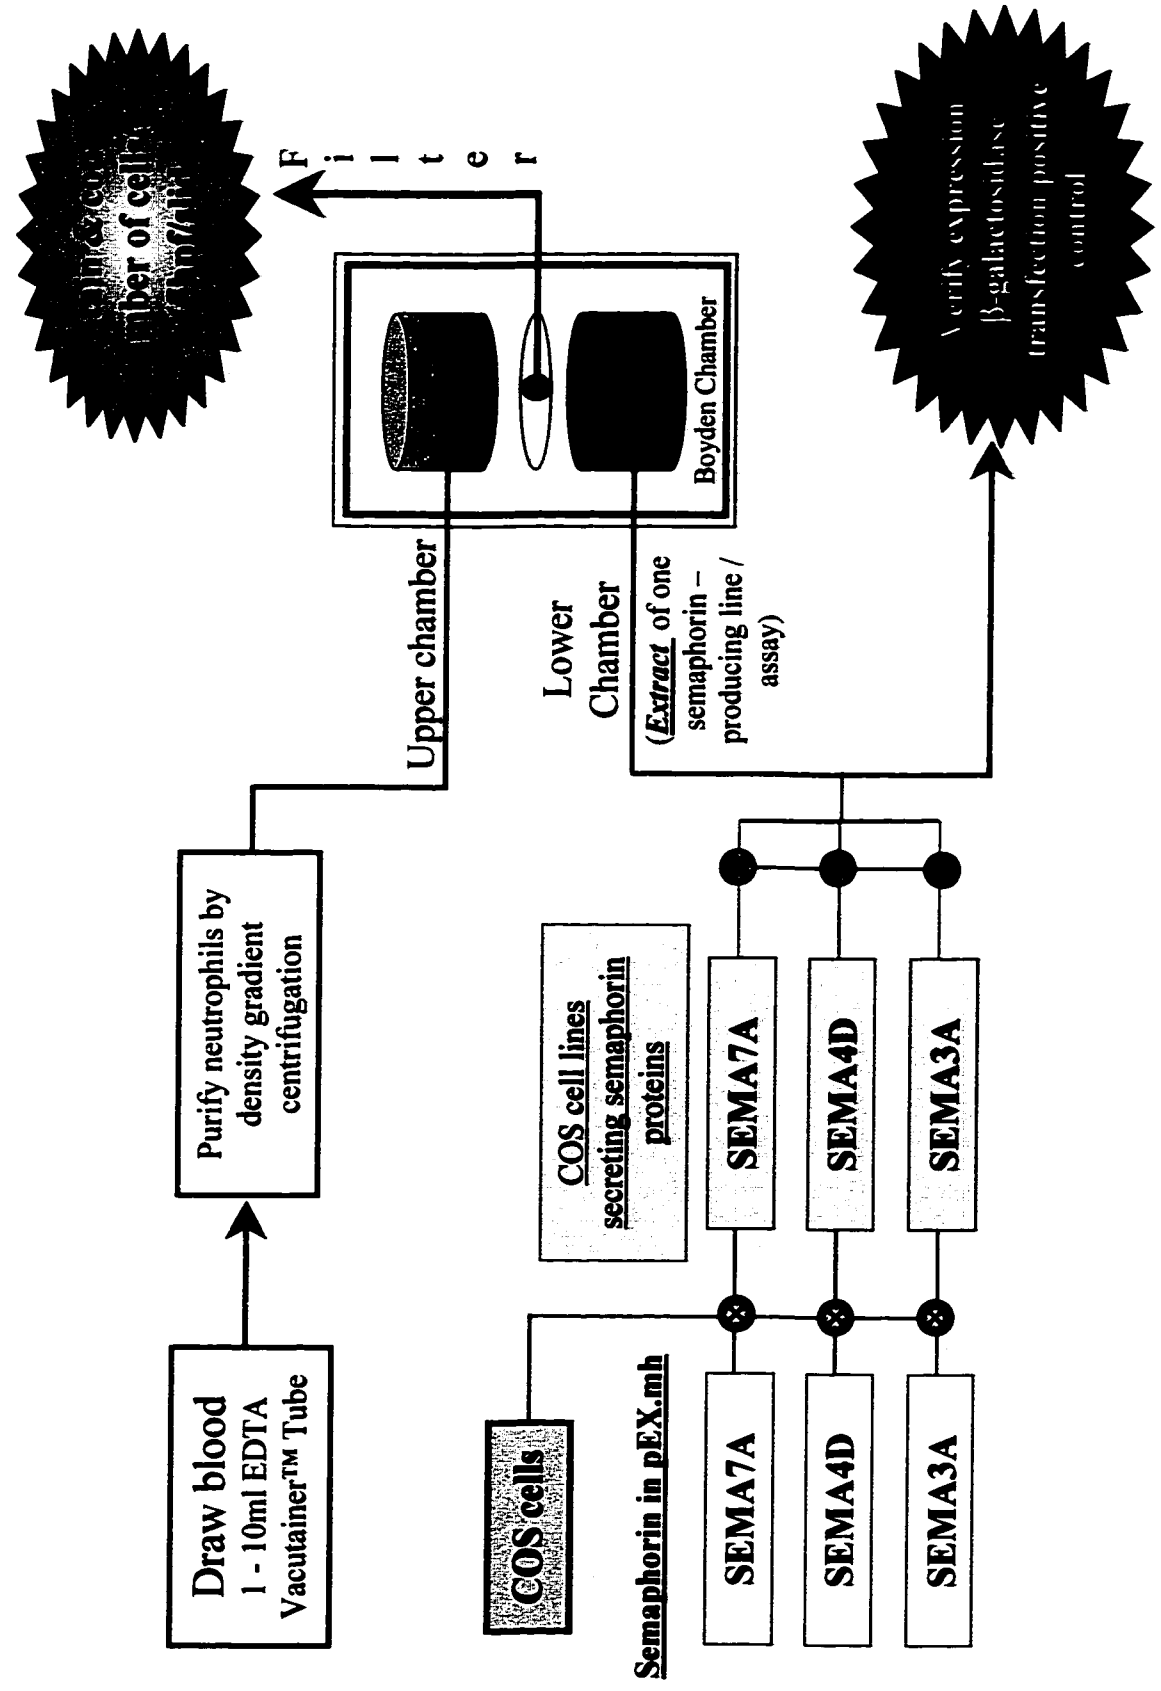 Draw blood
1 - 10ml EDTA
Vacutainer™ Tube
Purify neutrophils by
density gradient
centrifugation
Upper chamber
Lower
Chamber
(Extract of one
semaphorin –
producing line /
assay)
Boyden Chamber
Filter
of cells
COS cells
Semaphorin in pEX.mh
SEMA7A
SEMA4D
SEMA3A
COS cell lines
secreting semaphorin
proteins
SEMA7A
SEMA4D
SEMA3A
Verify expression
β-galactosidase
transfection positive
control